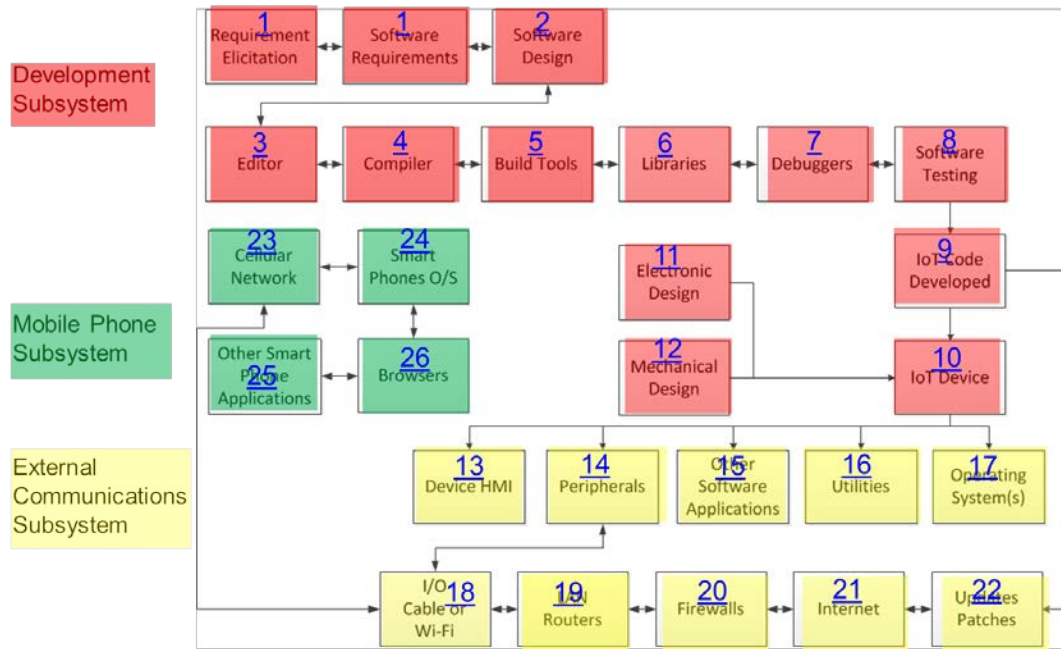 1
Requirement
Elicitation
1
Software
Requirements
2
Software
Design
Development
Subsystem
3
Editor
4
Compiler
5
Build Tools
6
Libraries
7
Debuggers
8
Software
Testing
23
Cellular
Network
24
Smart
Phones O/S
11
Electronic
Design
9
IoT Code
Developed
Mobile Phone
Subsystem
Other Smart
Phone
25
Applications
26
Browsers
12
Mechanical
Design
10
IoT Device
External
Communications
Subsystem
13
Device HMI
14
Peripherals
15
Other
Software
Applications
16
Utilities
17
Operating
System(s)
I/O
Cable or
Wi-Fi
18
19
LAN
Routers
20
Firewalls
21
Internet
22
Updates
Patches